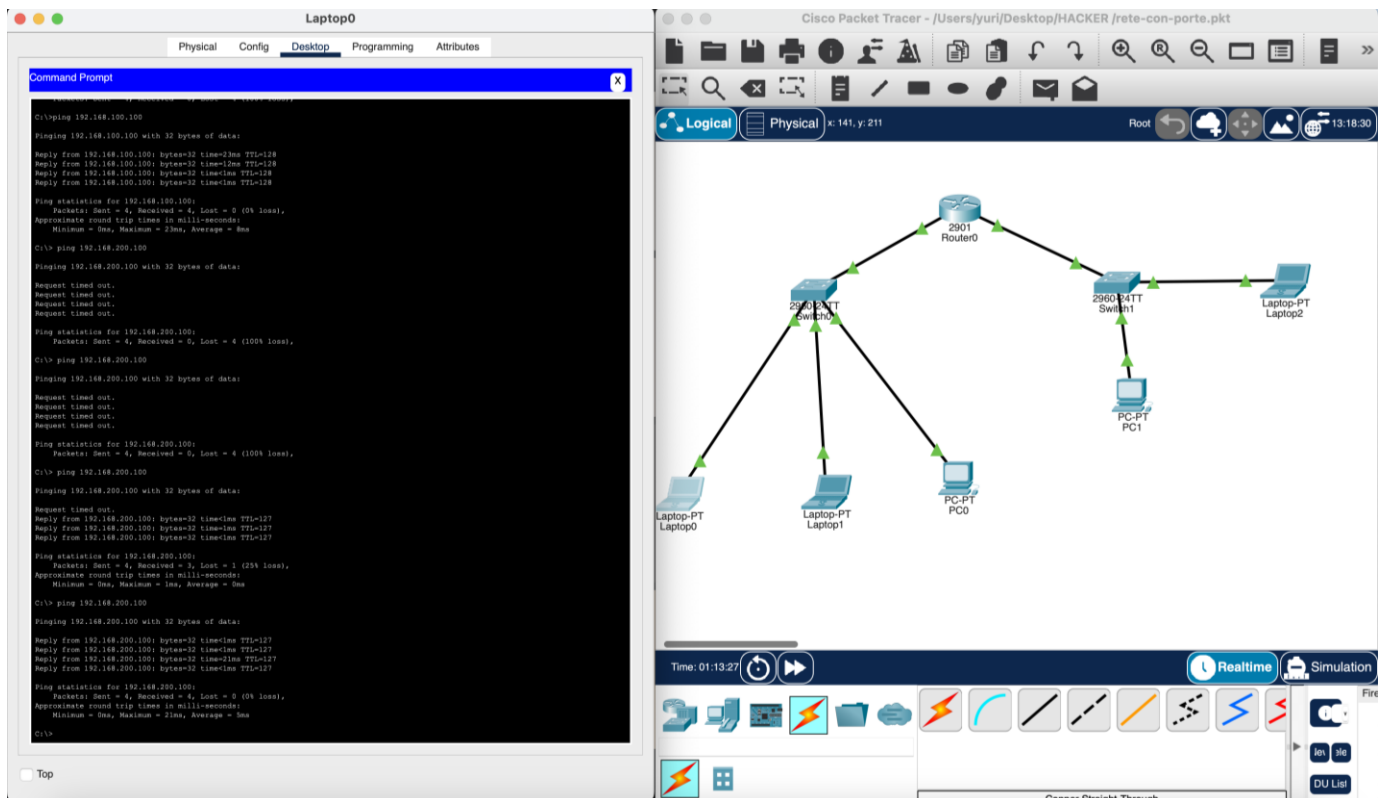 Laptop0
Physical Config Desktop Programming Attributes
Command Prompt
X
Packets: Sent = 4, Received = 0, Lost = 4 (100% loss),
C:\>ping 192.168.100.100
Pinging 192.168.100.100 with 32 bytes of data:
Reply from 192.168.100.100: bytes=32 time=23ms TTL=128
Reply from 192.168.100.100: bytes=32 time=12ms TTL=128
Reply from 192.168.100.100: bytes=32 time<1ms TTL=128
Reply from 192.168.100.100: bytes=32 time<1ms TTL=128
Ping statistics for 192.168.100.100:
Packets: Sent = 4, Received = 4, Lost = 0 (0% loss),
Approximate round trip times in milli-seconds:
Minimum = 0ms, Maximum = 23ms, Average = 8ms
C:\> ping 192.168.200.100
Pinging 192.168.200.100 with 32 bytes of data:
Request timed out.
Request timed out.
Request timed out.
Request timed out.
Ping statistics for 192.168.200.100:
Packets: Sent = 4, Received = 0, Lost = 4 (100% loss),
C:\> ping 192.168.200.100
Pinging 192.168.200.100 with 32 bytes of data:
Request timed out.
Request timed out.
Request timed out.
Request timed out.
Ping statistics for 192.168.200.100:
Packets: Sent = 4, Received = 0, Lost = 4 (100% loss),
C:\> ping 192.168.200.100
Pinging 192.168.200.100 with 32 bytes of data:
Request timed out.
Reply from 192.168.200.100: bytes=32 time<1ms TTL=127
Reply from 192.168.200.100: bytes=32 time=1ms TTL=127
Reply from 192.168.200.100: bytes=32 time<1ms TTL=127
Ping statistics for 192.168.200.100:
Packets: Sent = 4, Received = 3, Lost = 1 (25% loss),
Approximate round trip times in milli-seconds:
Minimum = 0ms, Maximum = 1ms, Average = 0ms
C:\> ping 192.168.200.100
Pinging 192.168.200.100 with 32 bytes of data:
Reply from 192.168.200.100: bytes=32 time<1ms TTL=127
Reply from 192.168.200.100: bytes=32 time<1ms TTL=127
Reply from 192.168.200.100: bytes=32 time=21ms TTL=127
Reply from 192.168.200.100: bytes=32 time<1ms TTL=127
Ping statistics for 192.168.200.100:
Packets: Sent = 4, Received = 4, Lost = 0 (0% loss),
Approximate round trip times in milli-seconds:
Minimum = 0ms, Maximum = 21ms, Average = 5ms
C:\>
Top
Cisco Packet Tracer - /Users/yuri/Desktop/HACKER /rete-con-porte.pkt
Logical Physical x: 141, y: 211 Root 13:18:30
2901
Router0
2960-24TT
Switch0
2960-24TT
Switch1
Laptop-PT
Laptop2
PC-PT
PC1
Laptop-PT
Laptop0
Laptop-PT
Laptop1
PC-PT
PC0
Time: 01:13:27 Realtime Simulation
Fire
DU List
Copper Straight-Through